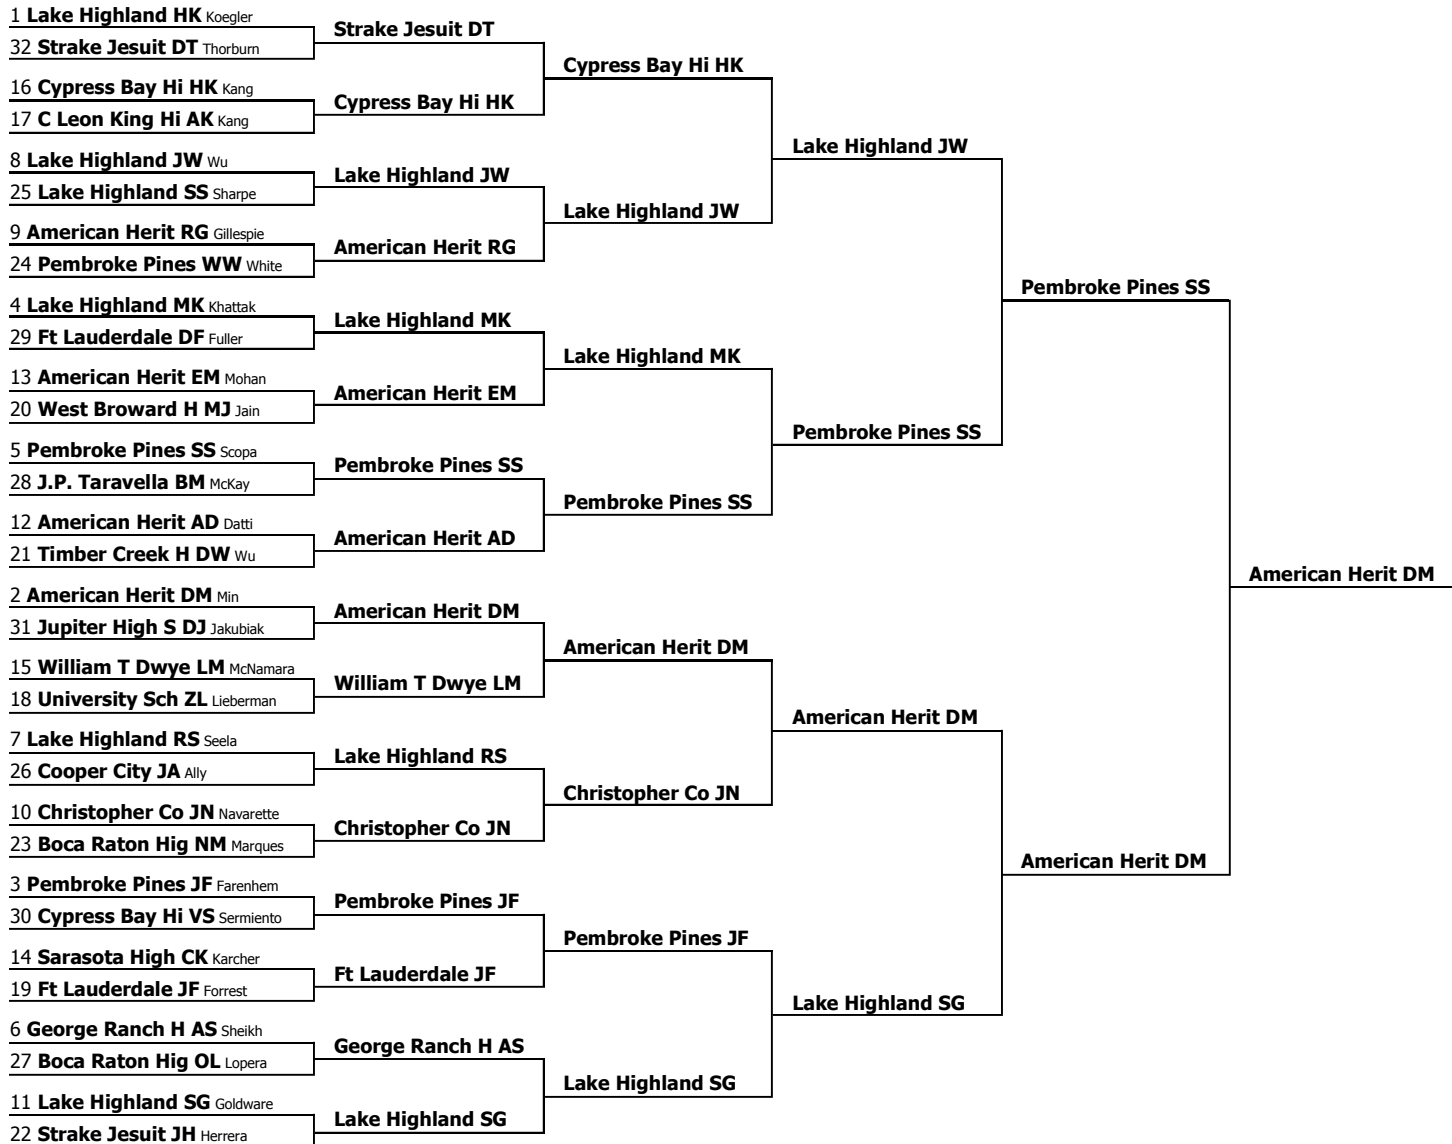 1 Lake Highland HK Koegler
32 Strake Jesuit DT Thorburn
16 Cypress Bay Hi HK Kang
17 C Leon King Hi AK Kang
8 Lake Highland JW Wu
25 Lake Highland SS Sharpe
9 American Herit RG Gillespie
24 Pembroke Pines WW White
4 Lake Highland MK Khattak
29 Ft Lauderdale DF Fuller
13 American Herit EM Mohan
20 West Broward H MJ Jain
5 Pembroke Pines SS Scopa
28 J.P. Taravella BM McKay
12 American Herit AD Datti
21 Timber Creek H DW Wu
2 American Herit DM Min
31 Jupiter High S DJ Jakubiak
15 William T Dwye LM McNamara
18 University Sch ZL Lieberman
7 Lake Highland RS Seela
26 Cooper City JA Ally
10 Christopher Co JN Navarette
23 Boca Raton Hig NM Marques
3 Pembroke Pines JF Farenhem
30 Cypress Bay Hi VS Sermiento
14 Sarasota High CK Karcher
19 Ft Lauderdale JF Forrest
6 George Ranch H AS Sheikh
27 Boca Raton Hig OL Lopera
11 Lake Highland SG Goldware
22 Strake Jesuit JH Herrera
Strake Jesuit DT
Cypress Bay Hi HK
Lake Highland JW
American Herit RG
Lake Highland MK
American Herit EM
Pembroke Pines SS
American Herit AD
American Herit DM
William T Dwye LM
Lake Highland RS
Christopher Co JN
Pembroke Pines JF
Ft Lauderdale JF
George Ranch H AS
Lake Highland SG
Cypress Bay Hi HK
Lake Highland JW
Lake Highland MK
Pembroke Pines SS
American Herit DM
Christopher Co JN
Pembroke Pines JF
Lake Highland SG
Lake Highland JW
Pembroke Pines SS
American Herit DM
Lake Highland SG
Pembroke Pines SS
American Herit DM
American Herit DM